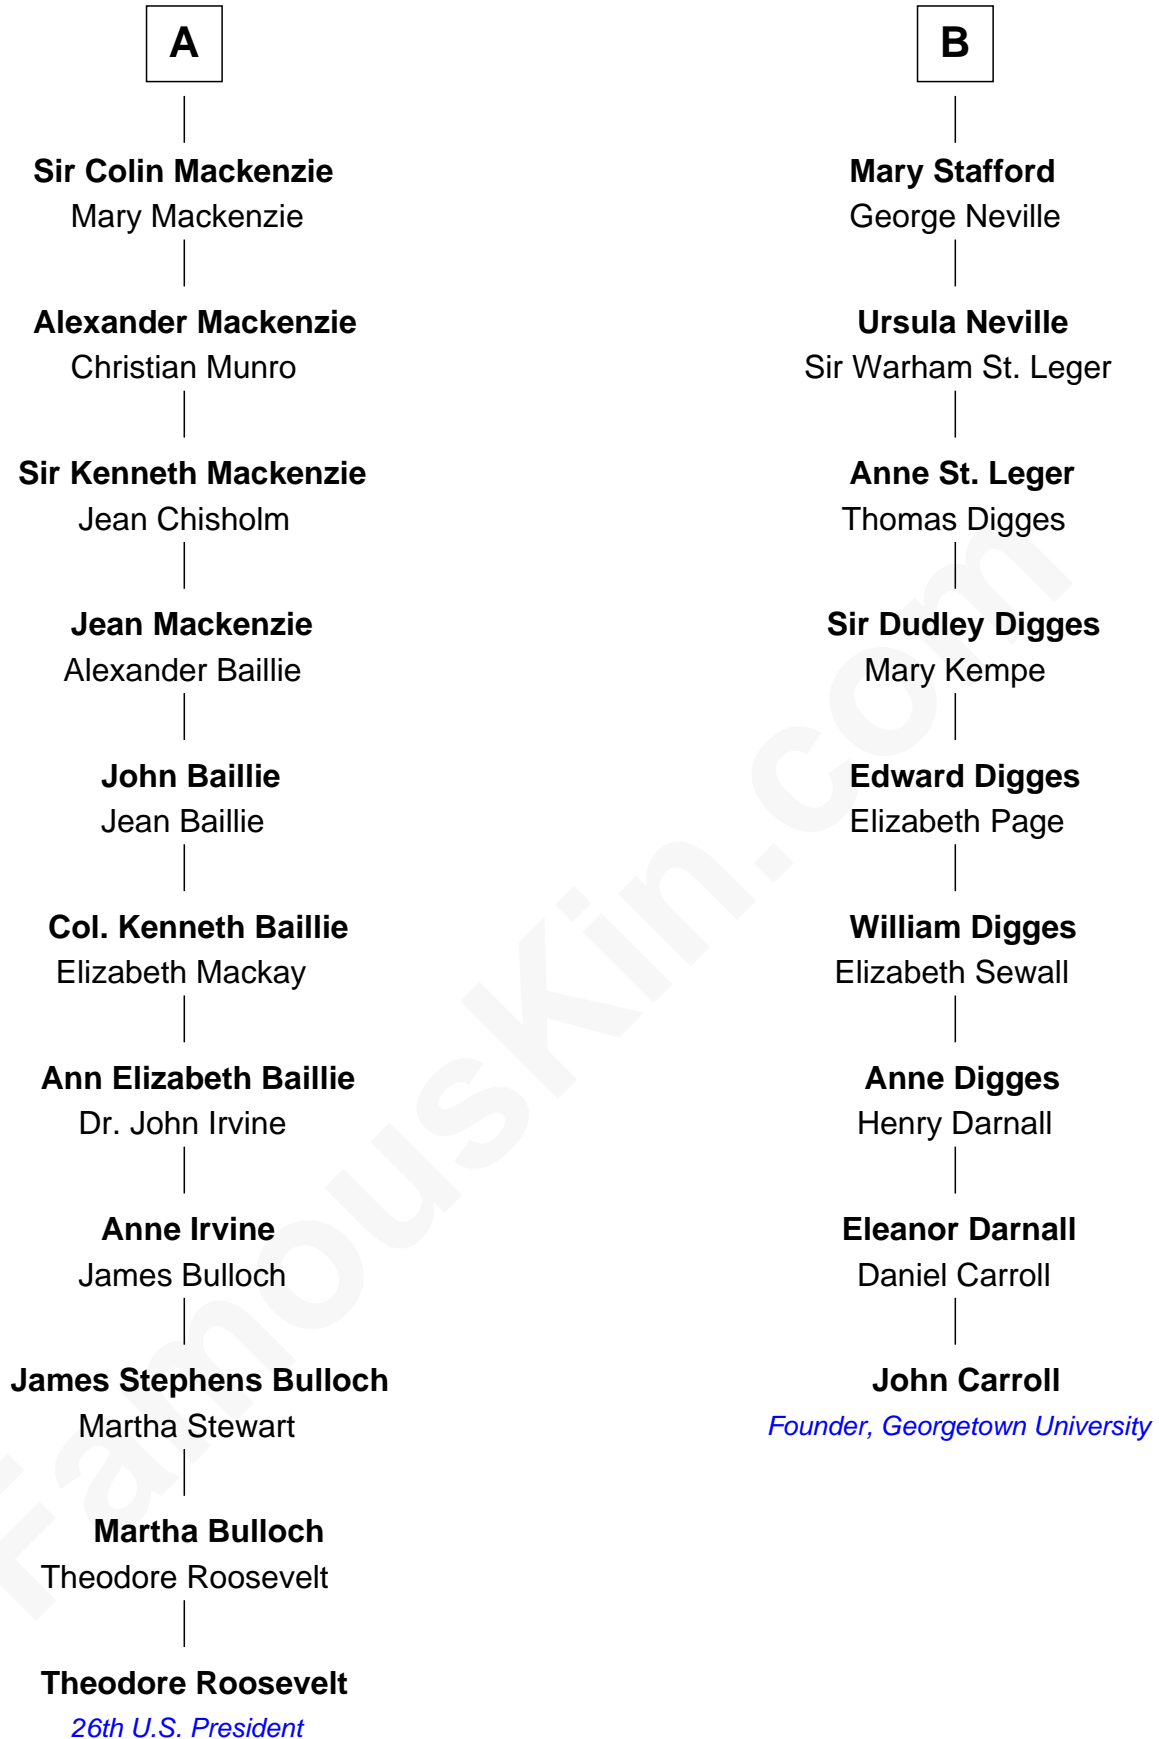 A
Sir Colin Mackenzie
Mary Mackenzie
Alexander Mackenzie
Christian Munro
Sir Kenneth Mackenzie
Jean Chisholm
Jean Mackenzie
Alexander Baillie
John Baillie
Jean Baillie
Col. Kenneth Baillie
Elizabeth Mackay
Ann Elizabeth Baillie
Dr. John Irvine
Anne Irvine
James Bulloch
James Stephens Bulloch
Martha Stewart
Martha Bulloch
Theodore Roosevelt
Theodore Roosevelt
26th U.S. President
B
Mary Stafford
George Neville
Ursula Neville
Sir Warham St. Leger
Anne St. Leger
Thomas Digges
Sir Dudley Digges
Mary Kempe
Edward Digges
Elizabeth Page
William Digges
Elizabeth Sewall
Anne Digges
Henry Darnall
Eleanor Darnall
Daniel Carroll
John Carroll
Founder, Georgetown University
FamousKin.com